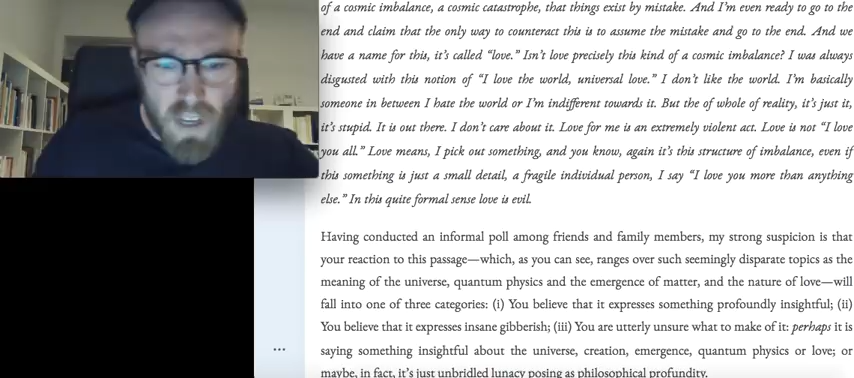 of a cosmic imbalance, a cosmic catastrophe, that things exist by mistake. And I'm even ready to go to the
end and claim that the only way to counteract this is to assume the mistake and go to the end. And we
have a name for this, it's called “love.” Isn't love precisely this kind of a cosmic imbalance? I was always
disgusted with this notion of “I love the world, universal love.” I don't like the world. I'm basically
someone in between I hate the world or I'm indifferent towards it. But the of whole of reality, it's just it,
it's stupid. It is out there. I don't care about it. Love for me is an extremely violent act. Love is not “I love
you all.” Love means, I pick out something, and you know, again it's this structure of imbalance, even if
this something is just a small detail, a fragile individual person, I say “I love you more than anything
else.” In this quite formal sense love is evil.
Having conducted an informal poll among friends and family members, my strong suspicion is that
your reaction to this passage—which, as you can see, ranges over such seemingly disparate topics as the
meaning of the universe, quantum physics and the emergence of matter, and the nature of love—will
fall into one of three categories: (i) You believe that it expresses something profoundly insightful; (ii)
You believe that it expresses insane gibberish; (iii) You are utterly unsure what to make of it: perhaps it is
saying something insightful about the universe, creation, emergence, quantum physics or love; or
maybe, in fact, it's just unbridled lunacy posing as philosophical profundity.